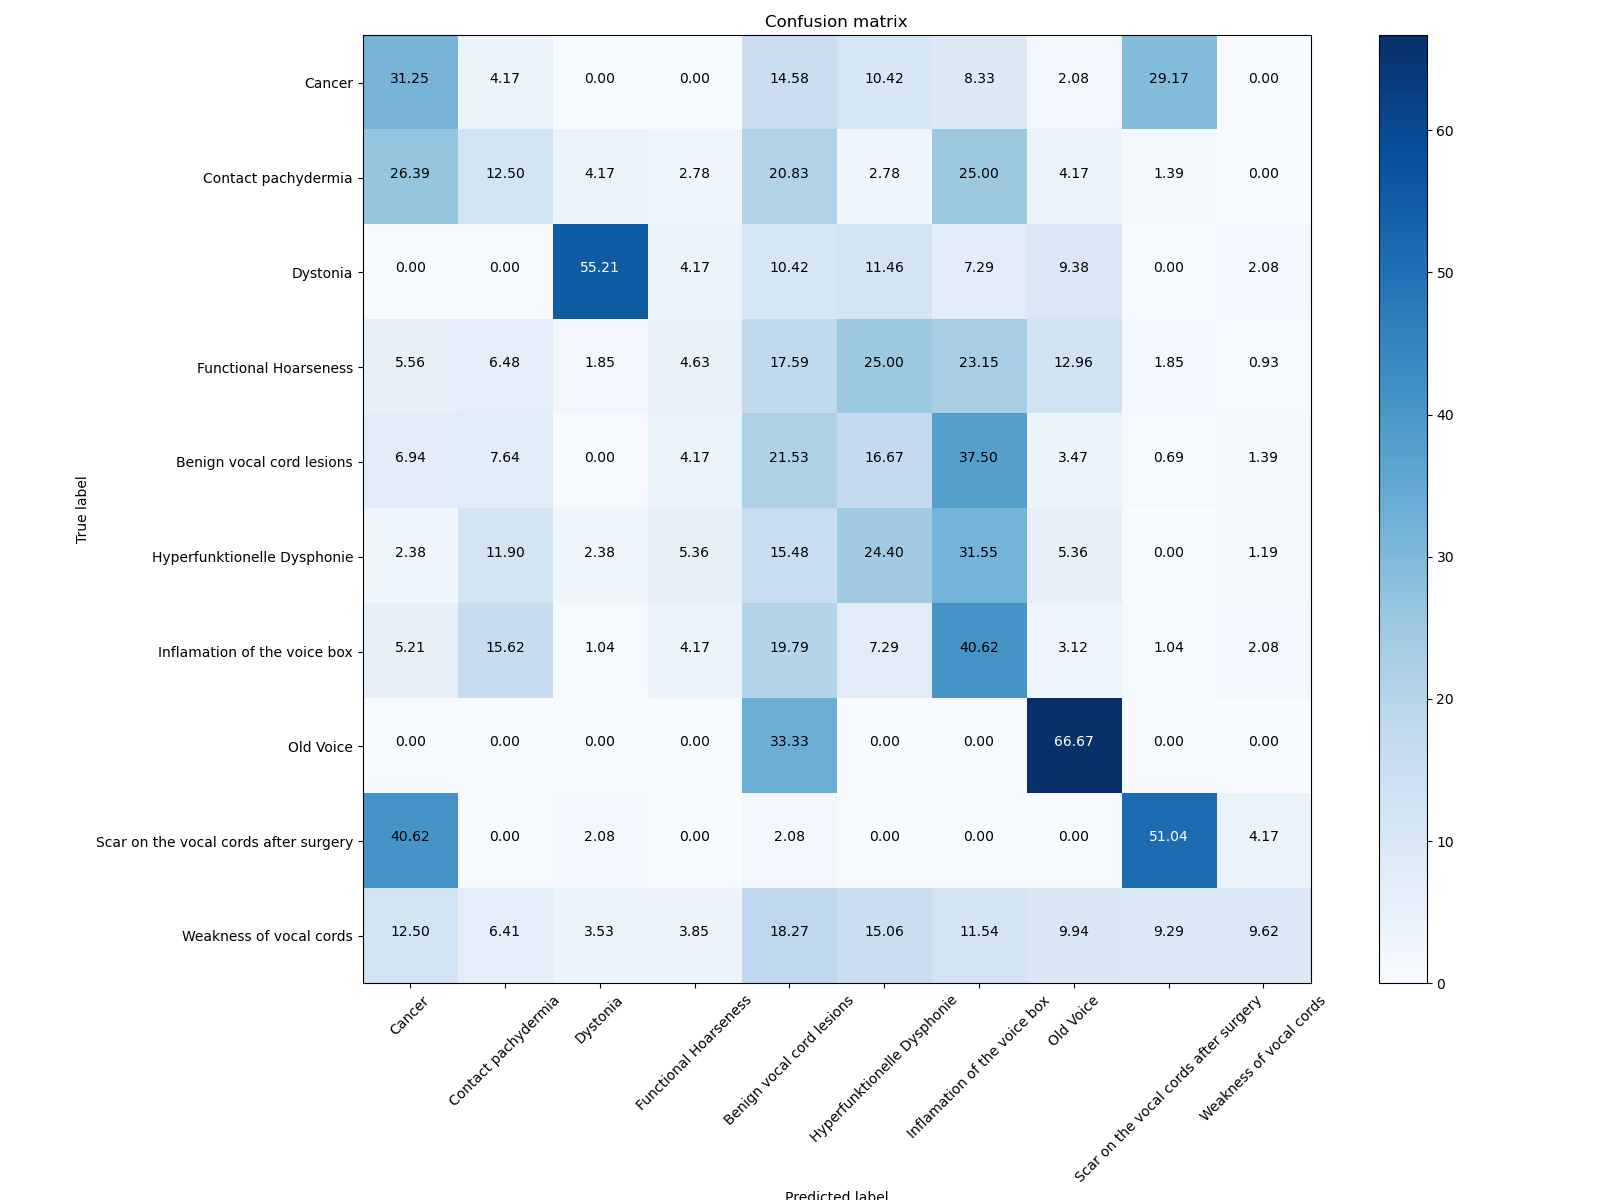 Confusion matrix
Cancer 31.25 4.17 0.00 0.00 14.58 10.42 8.33 2.08 29.17 0.00
Contact pachydermia 26.39 12.50 4.17 2.78 20.83 2.78 25.00 4.17 1.39 0.00
Dystonia 0.00 0.00 55.21 4.17 10.42 11.46 7.29 9.38 0.00 2.08
Functional Hoarseness 5.56 6.48 1.85 4.63 17.59 25.00 23.15 12.96 1.85 0.93
Benign vocal cord lesions 6.94 7.64 0.00 4.17 21.53 16.67 37.50 3.47 0.69 1.39
Hyperfunktionelle Dysphonie 2.38 11.90 2.38 5.36 15.48 24.40 31.55 5.36 0.00 1.19
Inflamation of the voice box 5.21 15.62 1.04 4.17 19.79 7.29 40.62 3.12 1.04 2.08
Old Voice 0.00 0.00 0.00 0.00 33.33 0.00 0.00 66.67 0.00 0.00
Scar on the vocal cords after surgery 40.62 0.00 2.08 0.00 2.08 0.00 0.00 0.00 51.04 4.17
Weakness of vocal cords 12.50 6.41 3.53 3.85 18.27 15.06 11.54 9.94 9.29 9.62
True label
Cancer
Contact pachydermia
Dystonia
Functional Hoarseness
Benign vocal cord lesions
Hyperfunktionelle Dysphonie
Inflamation of the voice box
Old Voice
Scar on the vocal cords after surgery
Weakness of vocal cords
Predicted label
60
50
40
30
20
10
0